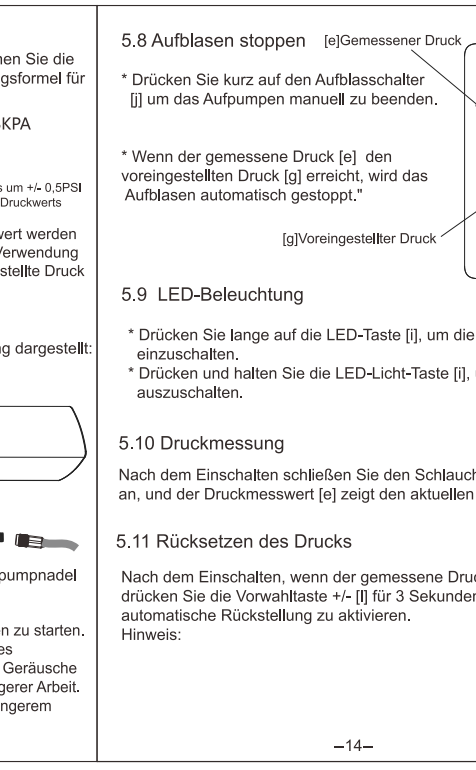 nen Sie die
gsformel für
KPA
s um +/- 0,5PSI
Druckwerts
wert werden
Verwendung
stellte Druck
g dargestellt:
pumpnadel
en zu starten.
es
Geräusche
gerer Arbeit.
ngerem
5.8 Aufblasen stoppen [e]Gemessener Druck
* Drücken Sie kurz auf den Aufblasschalter
[j] um das Aufpumpen manuell zu beenden.
* Wenn der gemessene Druck [e] den
voreingestellten Druck [g] erreicht, wird das
Aufblasen automatisch gestoppt."
[g]Voreingestellter Druck
5.9 LED-Beleuchtung
* Drücken Sie lange auf die LED-Taste [i], um die
einzuschalten.
* Drücken und halten Sie die LED-Licht-Taste [i],
auszuschalten.
5.10 Druckmessung
Nach dem Einschalten schließen Sie den Schlauch
an, und der Druckmesswert [e] zeigt den aktuellen
5.11 Rücksetzen des Drucks
Nach dem Einschalten, wenn der gemessene Druc
drücken Sie die Vorwahltaste +/- [l] für 3 Sekunden
automatische Rückstellung zu aktivieren.
Hinweis:
–14–